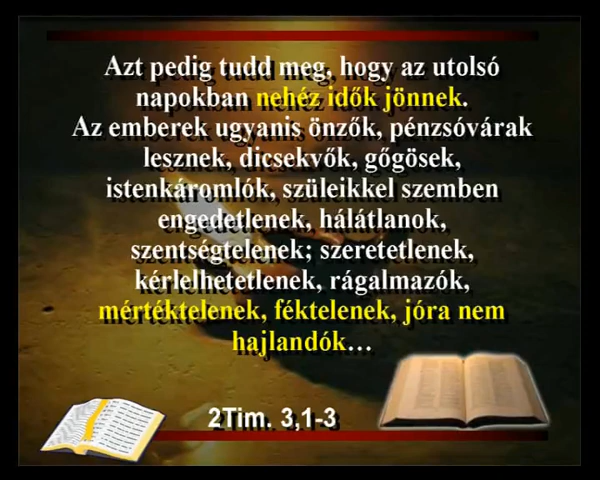 Azt pedig tudd meg, hogy az utolsó
napokban nehéz idők jönnek.
Az emberek ugyanis önzők, pénzsóvárak
lesznek, dicsekvők, gőgösek,
istenkáromlók, szüleikkel szemben
engedetlenek, hálátlanok,
szentségtelenek; szeretetlenek,
kérlelhetetlenek, rágalmazók,
mértéktelenek, féktelenek, jóra nem
hajlandók…
2Tim. 3,1-3